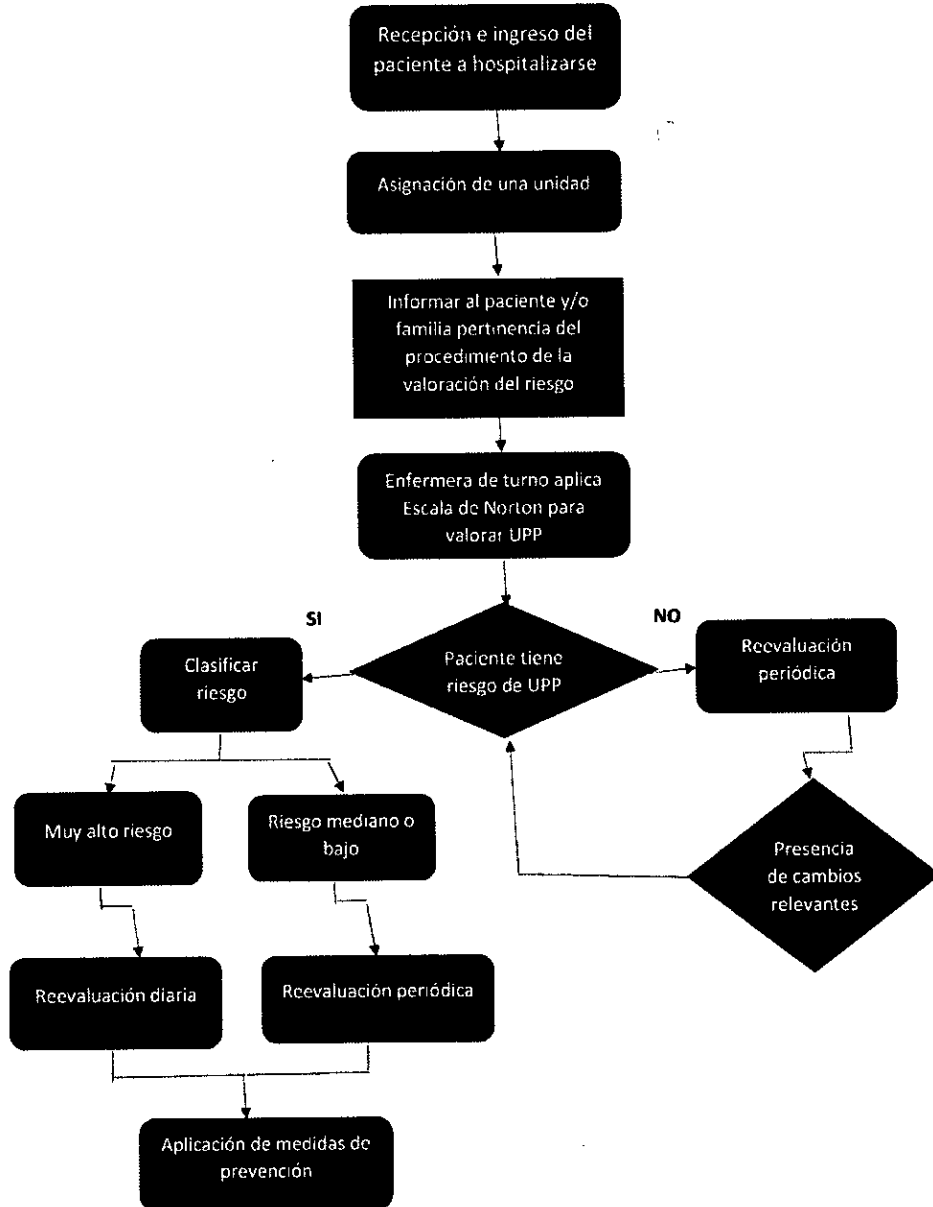 Recepción e ingreso del
paciente a hospitalizarse
Asignación de una unidad
Informar al paciente y/o
familia pertinencia del
procedimiento de la
valoración del riesgo
Enfermera de turno aplica
Escala de Norton para
valorar UPP
SI
NO
Paciente tiene
riesgo de UPP
Clasificar
riesgo
Reevaluación
periódica
Muy alto riesgo
Riesgo mediano o
bajo
Presencia
de cambios
relevantes
Reevaluación diaria
Reevaluación periódica
Aplicación de medidas de
prevención